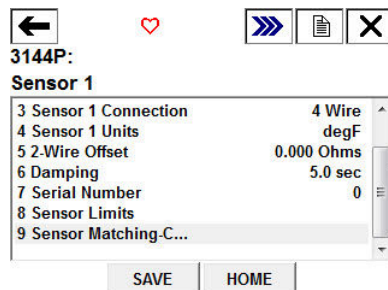 3144P:
Sensor 1
3 Sensor 1 Connection 4 Wire
4 Sensor 1 Units degF
5 2-Wire Offset 0.000 Ohms
6 Damping 5.0 sec
7 Serial Number 0
8 Sensor Limits
9 Sensor Matching-C...
SAVE HOME